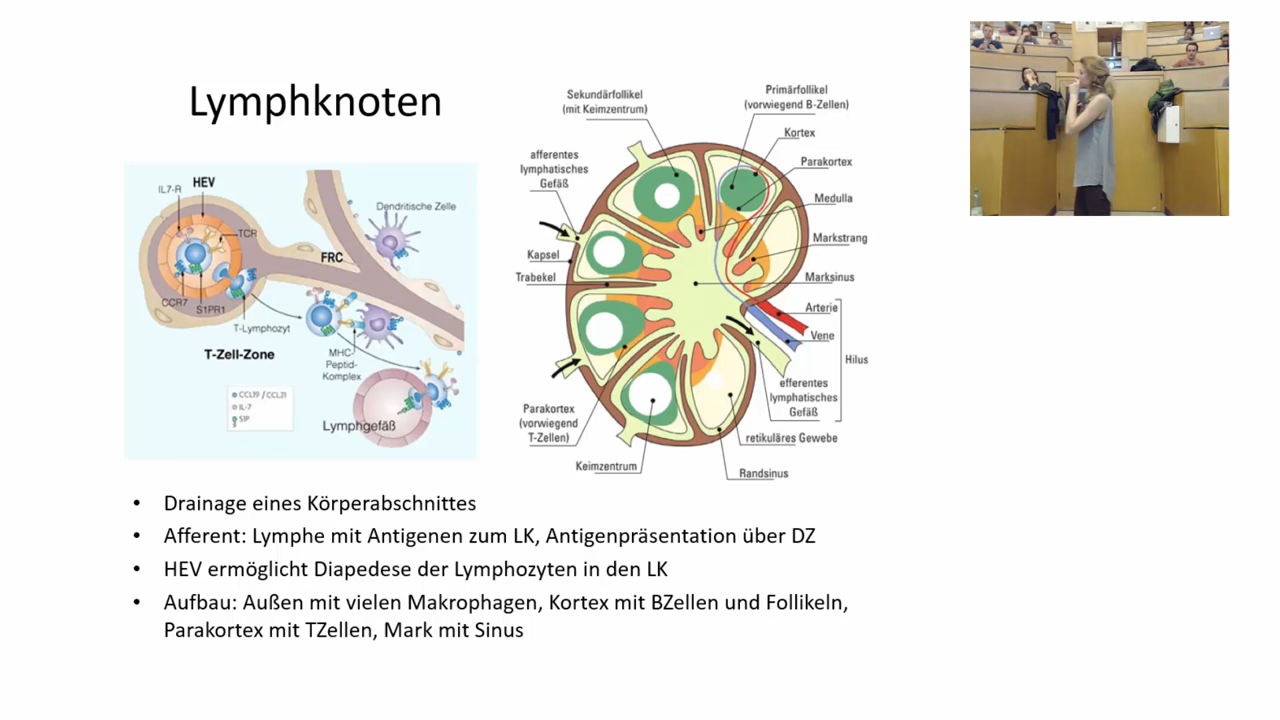 Lymphknoten
IL7-R
HEV
TCR
Dendritische Zelle
FRC
CCR7
S1PR1
T-Lymphozyt
T-Zell-Zone
MHC-
Peptid-
Komplex
CCL19 / CCL21
IL-7
S1P
Lymphgefäß
Sekundärfollikel
(mit Keimzentrum)
Primärfollikel
(vorwiegend B-Zellen)
Kortex
afferentes
lymphatisches
Gefäß
Parakortex
Medulla
Markstrang
Kapsel
Trabekel
Marksinus
Arterie
Vene
Hilus
efferentes
lymphatisches
Gefäß
Parakortex
(vorwiegend
T-Zellen)
retikuläres Gewebe
Keimzentrum
Randsinus
• Drainage eines Körperabschnittes
• Afferent: Lymphe mit Antigenen zum LK, Antigenpräsentation über DZ
• HEV ermöglicht Diapedese der Lymphozyten in den LK
• Aufbau: Außen mit vielen Makrophagen, Kortex mit BZellen und Follikeln,
Parakortex mit TZellen, Mark mit Sinus